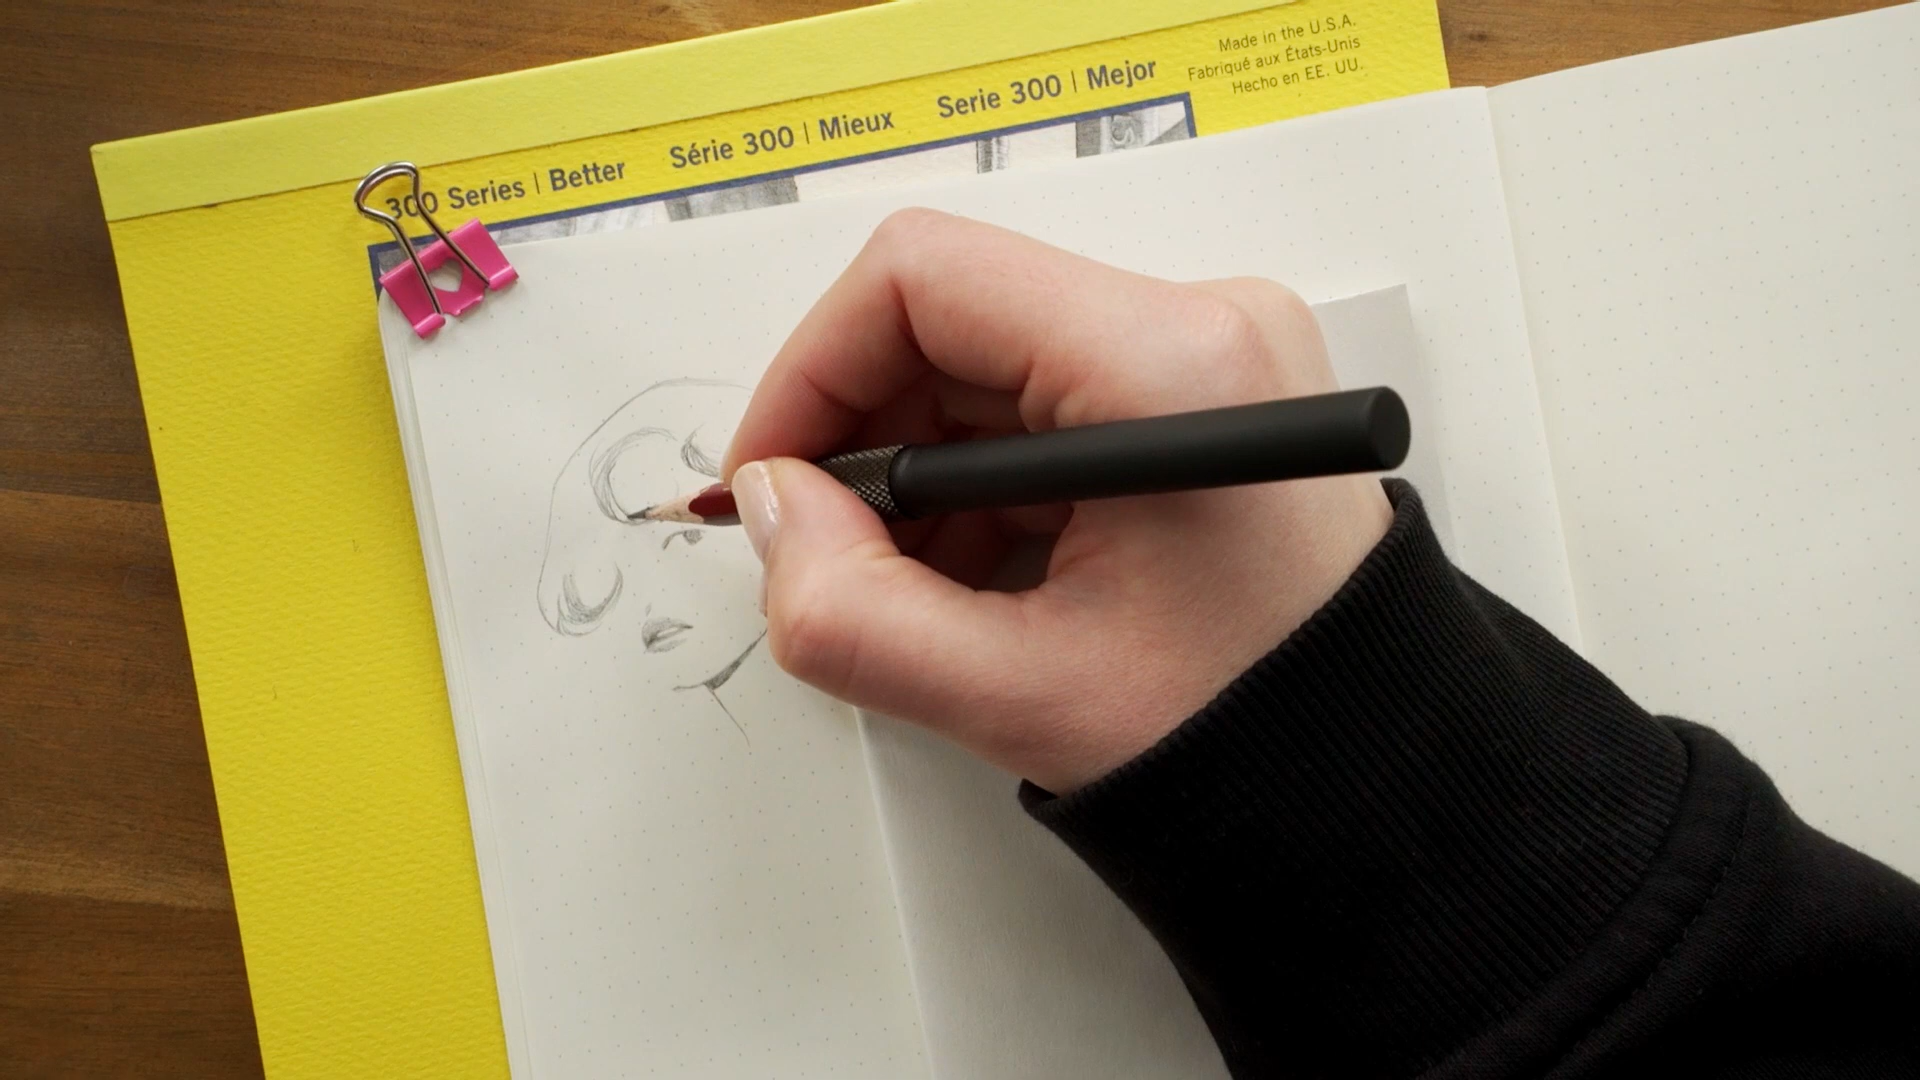 Made in the U.S.A.
Fabriqué aux États-Unis
Hecho en EE. UU.
300 Series | Better Série 300 | Mieux Serie 300 | Mejor